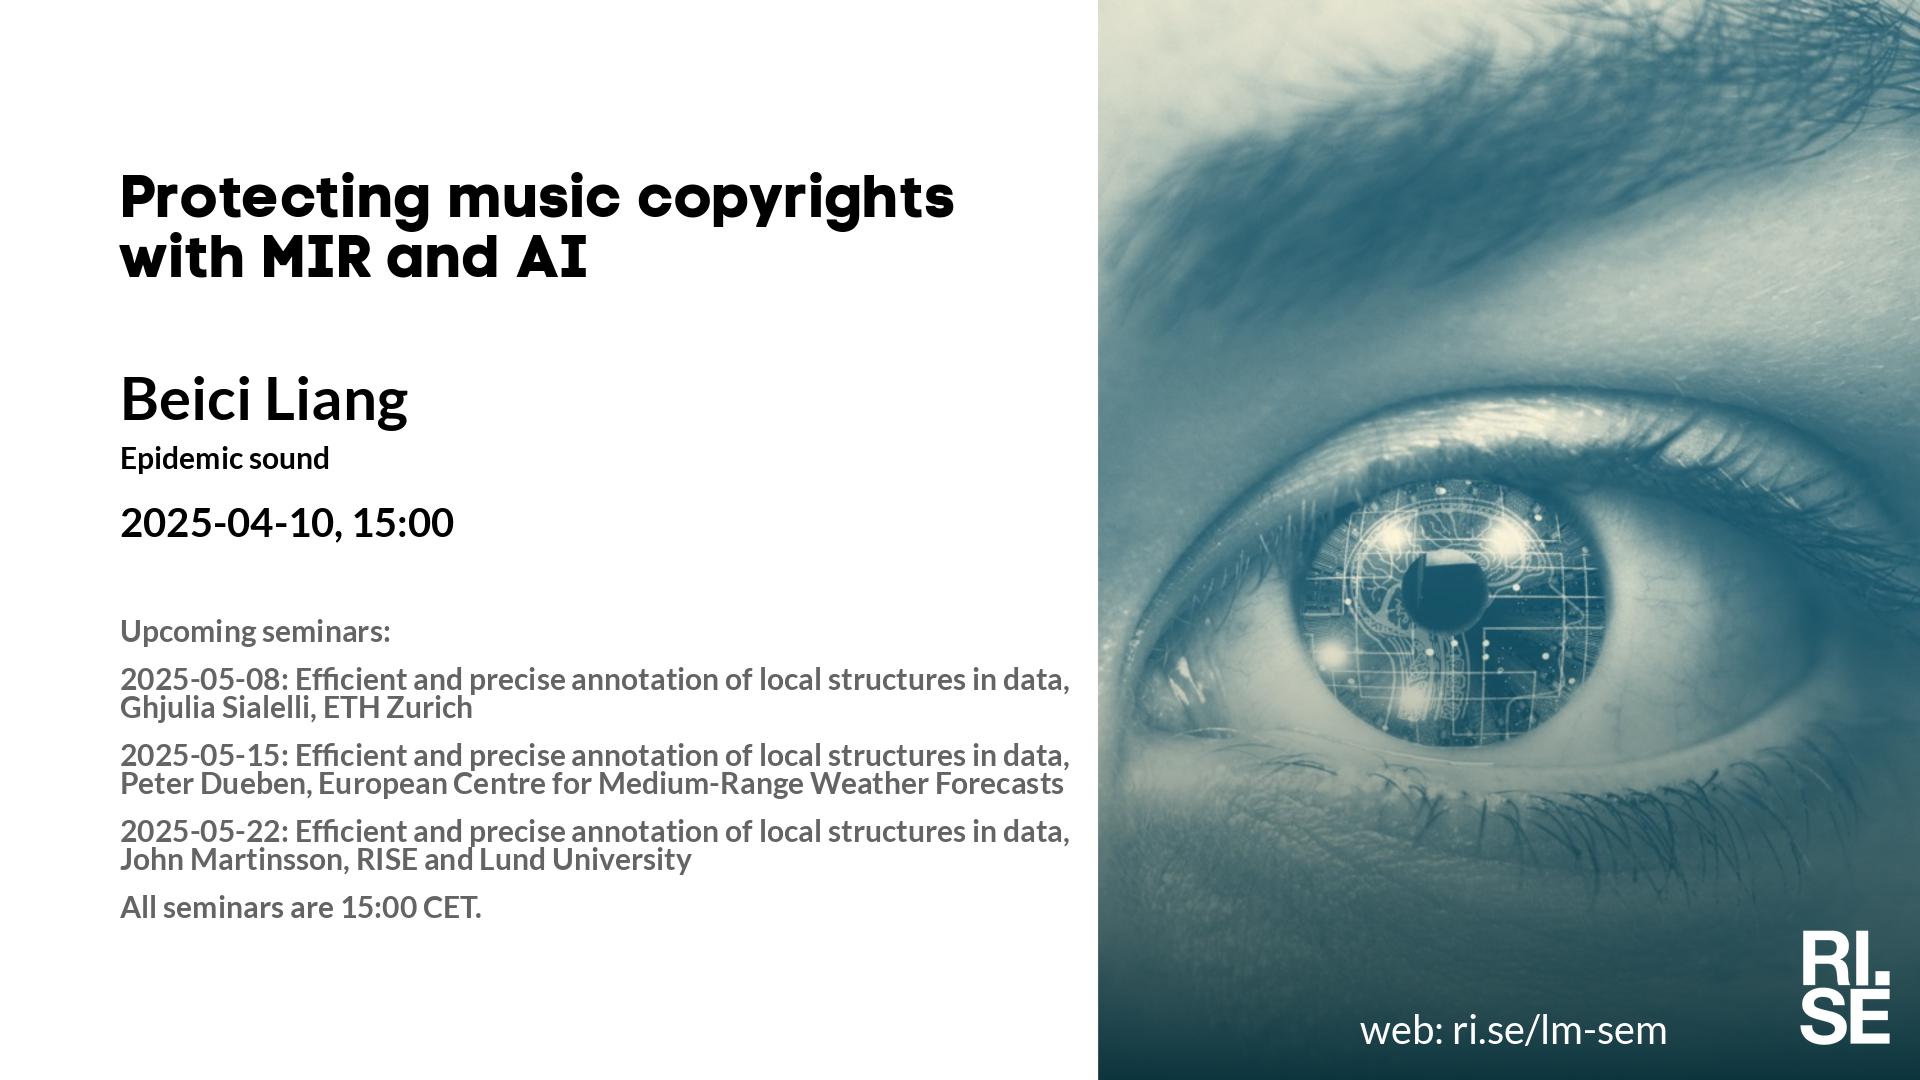 Protecting music copyrights
with MIR and AI
Beici Liang
Epidemic sound
2025-04-10, 15:00
Upcoming seminars:
2025-05-08: Efficient and precise annotation of local structures in data,
Ghjulia Sialelli, ETH Zurich
2025-05-15: Efficient and precise annotation of local structures in data,
Peter Dueben, European Centre for Medium-Range Weather Forecasts
2025-05-22: Efficient and precise annotation of local structures in data,
John Martinsson, RISE and Lund University
All seminars are 15:00 CET.
web: ri.se/lm-sem
RI.
SE